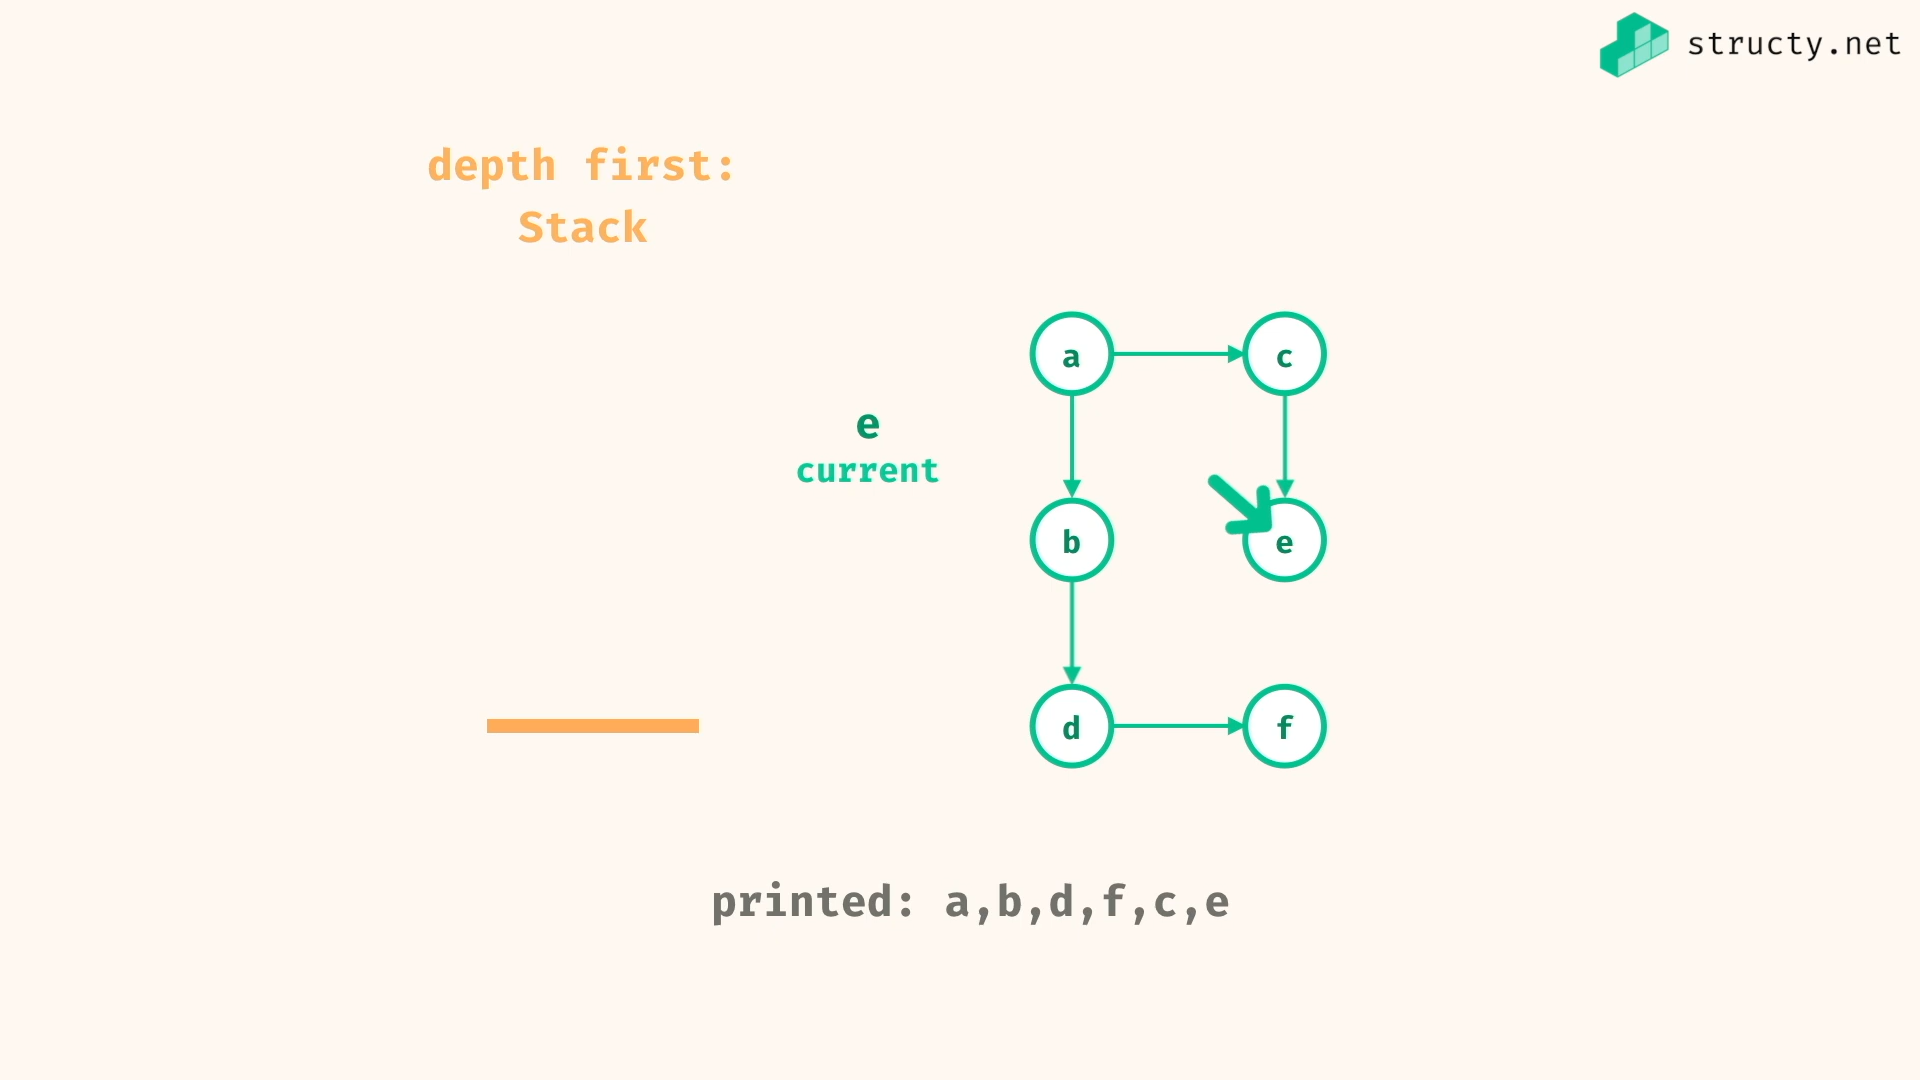 structy.net
depth first:
Stack
a
c
e
current
b
e
d
f
printed: a,b,d,f,c,e